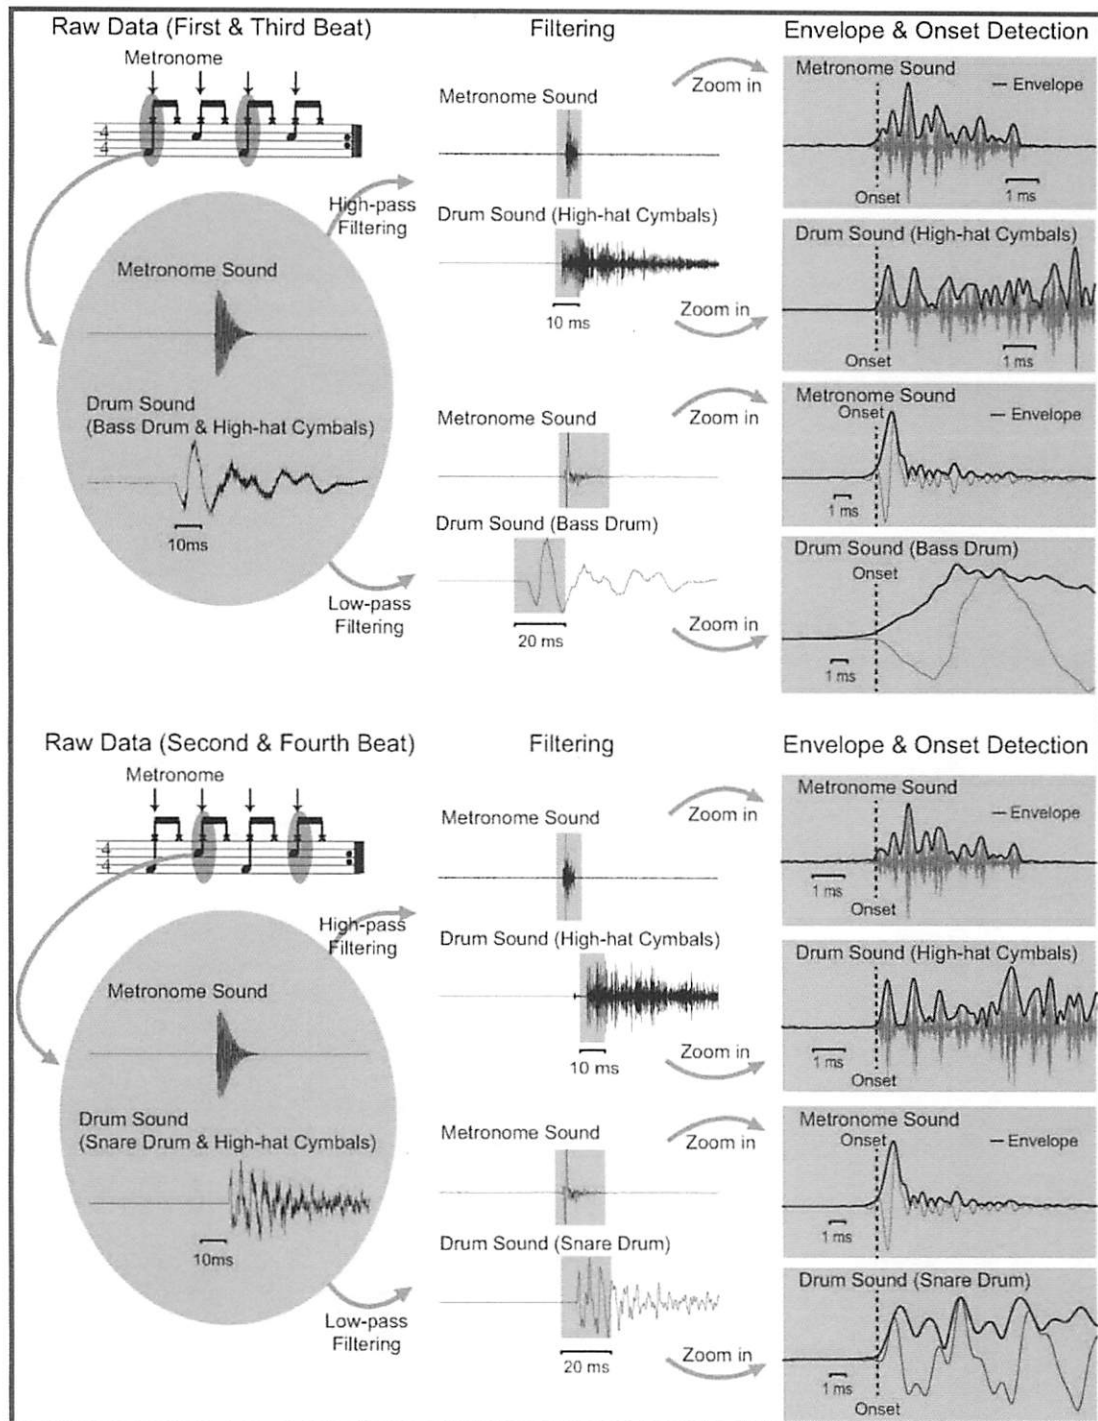 Raw Data (First & Third Beat)
Metronome
4
4
Metronome Sound
Drum Sound
(Bass Drum & High-hat Cymbals)
10ms
High-pass
Filtering
Low-pass
Filtering
Filtering
Metronome Sound
Drum Sound (High-hat Cymbals)
10 ms
Metronome Sound
Drum Sound (Bass Drum)
20 ms
Zoom in
Zoom in
Zoom in
Zoom in
Envelope & Onset Detection
Metronome Sound
Envelope
Onset
1 ms
Drum Sound (High-hat Cymbals)
Onset
1 ms
Metronome Sound
Onset
Envelope
1 ms
Drum Sound (Bass Drum)
Onset
1 ms
Raw Data (Second & Fourth Beat)
Metronome
4
4
Metronome Sound
Drum Sound
(Snare Drum & High-hat Cymbals)
10ms
High-pass
Filtering
Low-pass
Filtering
Filtering
Metronome Sound
Drum Sound (High-hat Cymbals)
10 ms
Metronome Sound
Drum Sound (Snare Drum)
20 ms
Zoom in
Zoom in
Zoom in
Zoom in
Envelope & Onset Detection
Metronome Sound
Envelope
1 ms
Onset
Drum Sound (High-hat Cymbals)
1 ms
Onset
Metronome Sound
Onset
Envelope
1 ms
Drum Sound (Snare Drum)
1 ms
Onset